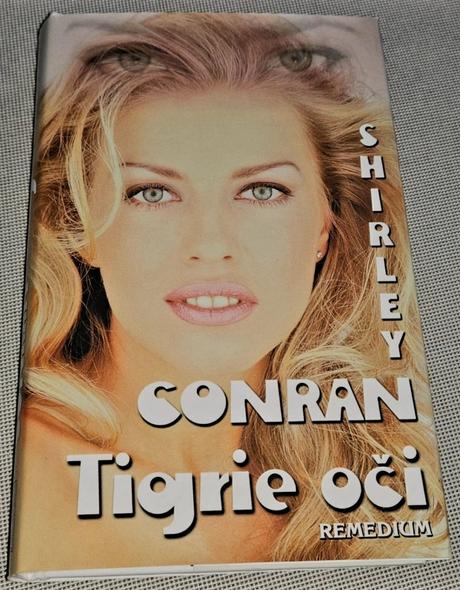 SHIRLEY
CONRAN
Tigrie oči
REMEDIUM